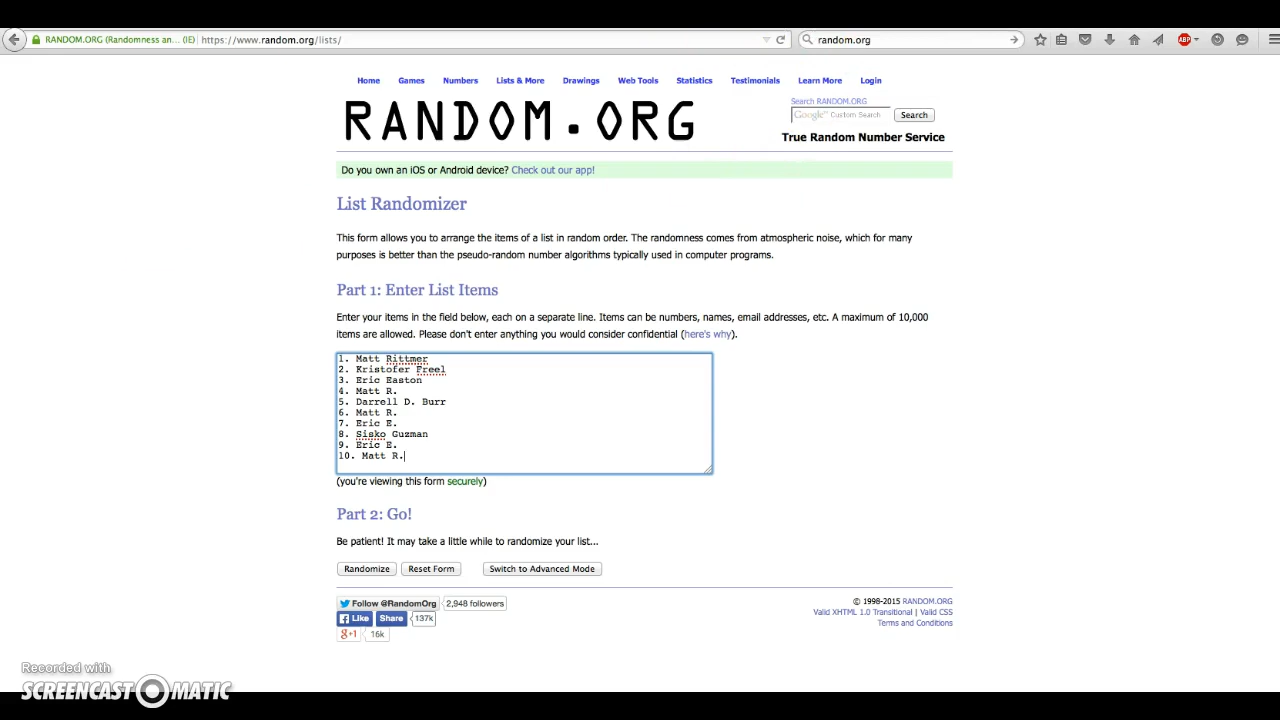 RANDOM.ORG (Randomness an... (IE) https://www.random.org/lists/ random.org ABP
Home Games Numbers Lists & More Drawings Web Tools Statistics Testimonials Learn More Login
RANDOM.ORG
Search RANDOM.ORG
Google Custom Search Search
True Random Number Service
Do you own an iOS or Android device? Check out our app!
List Randomizer
This form allows you to arrange the items of a list in random order. The randomness comes from atmospheric noise, which for many
purposes is better than the pseudo-random number algorithms typically used in computer programs.
Part 1: Enter List Items
Enter your items in the field below, each on a separate line. Items can be numbers, names, email addresses, etc. A maximum of 10,000
items are allowed. Please don't enter anything you would consider confidential (here's why).
1. Matt Rittmer
2. Kristofer Freel
3. Eric Easton
4. Matt R.
5. Darrell D. Burr
6. Matt R.
7. Eric E.
8. Sisko Guzman
9. Eric E.
10. Matt R.
(you're viewing this form securely)
Part 2: Go!
Be patient! It may take a little while to randomize your list...
Randomize Reset Form Switch to Advanced Mode
Follow @RandomOrg 2,948 followers
Like Share 137k
g+1 16k
© 1998-2015 RANDOM.ORG
Valid XHTML 1.0 Transitional | Valid CSS
Terms and Conditions
Recorded with
SCREENCAST-O-MATIC